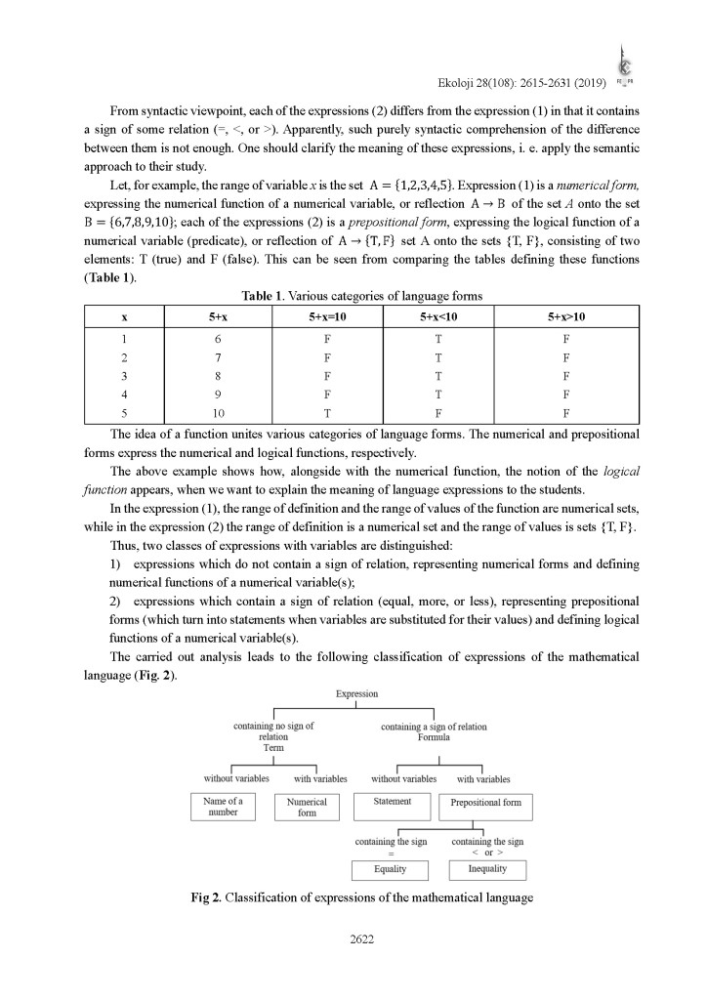 Ekoloji 28(108): 2615-2631 (2019)
FE PR
From syntactic viewpoint, each of the expressions (2) differs from the expression (1) in that it contains
a sign of some relation (=, <, or >). Apparently, such purely syntactic comprehension of the difference
between them is not enough. One should clarify the meaning of these expressions, i. e. apply the semantic
approach to their study.
Let, for example, the range of variable x is the set A = {1,2,3,4,5}. Expression (1) is a numerical form,
expressing the numerical function of a numerical variable, or reflection A → B of the set A onto the set
B = {6,7,8,9,10}; each of the expressions (2) is a prepositional form, expressing the logical function of a
numerical variable (predicate), or reflection of A → {T, F} set A onto the sets {T, F}, consisting of two
elements: T (true) and F (false). This can be seen from comparing the tables defining these functions
(Table 1).
Table 1. Various categories of language forms
x 5+x 5+x=10 5+x<10 5+x>10
1 6 F T F
2 7 F T F
3 8 F T F
4 9 F T F
5 10 T F F
The idea of a function unites various categories of language forms. The numerical and prepositional
forms express the numerical and logical functions, respectively.
The above example shows how, alongside with the numerical function, the notion of the logical
function appears, when we want to explain the meaning of language expressions to the students.
In the expression (1), the range of definition and the range of values of the function are numerical sets,
while in the expression (2) the range of definition is a numerical set and the range of values is sets {T, F}.
Thus, two classes of expressions with variables are distinguished:
1) expressions which do not contain a sign of relation, representing numerical forms and defining
numerical functions of a numerical variable(s);
2) expressions which contain a sign of relation (equal, more, or less), representing prepositional
forms (which turn into statements when variables are substituted for their values) and defining logical
functions of a numerical variable(s).
The carried out analysis leads to the following classification of expressions of the mathematical
language (Fig. 2).
Expression
containing no sign of
relation
Term
containing a sign of relation
Formula
without variables with variables without variables with variables
Name of a
number
Numerical
form
Statement
Prepositional form
containing the sign
=
containing the sign
< or >
Equality
Inequality
Fig 2. Classification of expressions of the mathematical language
2622